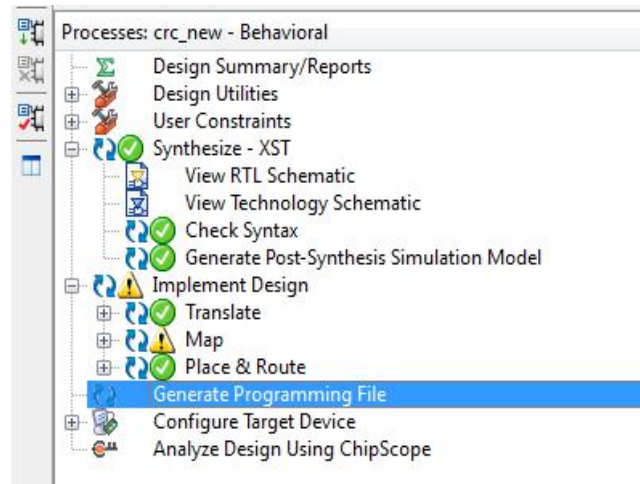 Processes: crc_new - Behavioral
Design Summary/Reports
Design Utilities
User Constraints
Synthesize - XST
View RTL Schematic
View Technology Schematic
Check Syntax
Generate Post-Synthesis Simulation Model
Implement Design
Translate
Map
Place & Route
Generate Programming File
Configure Target Device
Analyze Design Using ChipScope